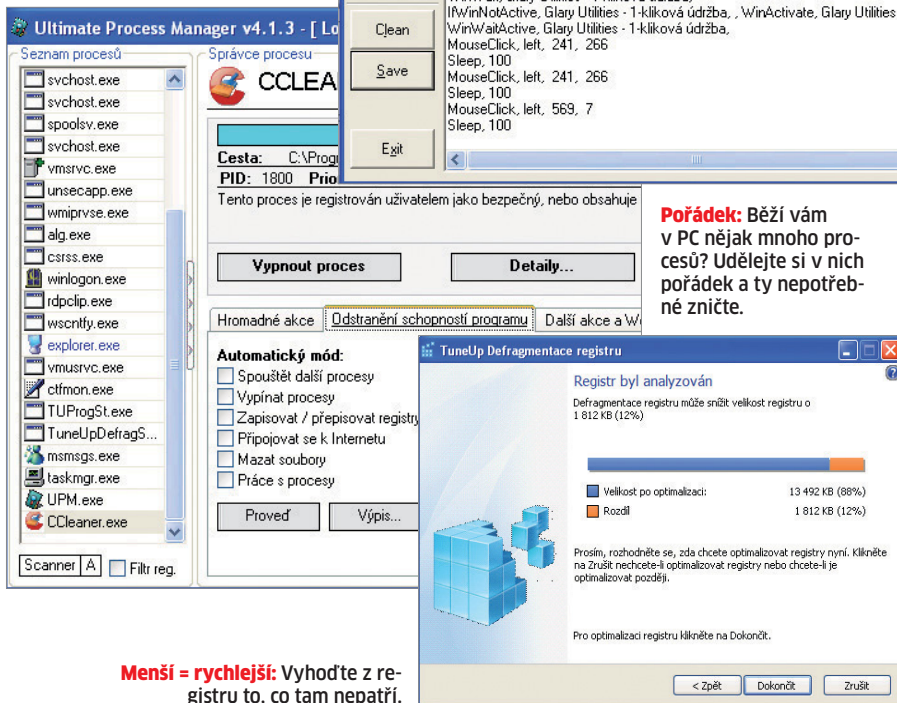 Ultimate Process Manager v4.1.3 - [ Lo
Seznam procesů
svchost.exe
svchost.exe
spoolsv.exe
svchost.exe
vmsrvc.exe
unsecapp.exe
wmiprvse.exe
alg.exe
csrss.exe
winlogon.exe
rdpclip.exe
wscntfy.exe
explorer.exe
vmusrvc.exe
ctfmon.exe
TUProgSt.exe
TuneUpDefragS...
msmsgs.exe
taskmgr.exe
UPM.exe
CCleaner.exe
Scanner A Filtr reg.
Správce procesu
CCLEA
Cesta: C:\Progr
PID: 1800 Prio
Tento proces je registrován uživatelem jako bezpečný, nebo obsahuje
Vypnout proces
Detaily...
Hromadné akce
Odstranění schopností programu
Další akce a W
Automatický mód:
Spouštět další procesy
Vypínat procesy
Zapisovat / přepisovat registry
Připojovat se k Internetu
Mazat soubory
Práce s procesy
Proveď
Výpis...
Clean
Save
Exit
IfWinNotActive, Glary Utilities - 1-kliková údržba, , WinActivate, Glary Utilities
WinWaitActive, Glary Utilities - 1-kliková údržba,
MouseClick, left, 241, 266
Sleep, 100
MouseClick, left, 241, 266
Sleep, 100
MouseClick, left, 569, 7
Sleep, 100
Pořádek: Běží vám
v PC nějak mnoho pro-
cesů? Udělejte si v nich
pořádek a ty nepotřeb-
né zničte.
TuneUp Defragmentace registru
Registr byl analyzován
Defragmentace registru může snížit velikost registru o
1 812 KB (12%)
Velikost po optimalizaci: 13 492 KB (88%)
Rozdíl 1 812 KB (12%)
Prosím, rozhodněte se, zda chcete optimalizovat registry nyní. Klikněte
na Zrušit nechcete-li optimalizovat registry nebo chcete-li je
optimalizovat později.
Pro optimalizaci registru klikněte na Dokončit.
< Zpět
Dokončit
Zrušit
Menší = rychlejší: Vyhoďte z re-
gistru to, co tam nepatří.